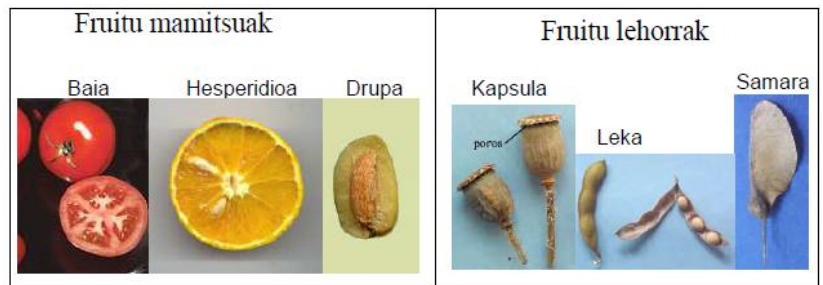 Fruitu mamitsuak
Baia
Hesperidioa
Drupa
Fruitu lehorrak
Kapsula
poros
Leka
Samara